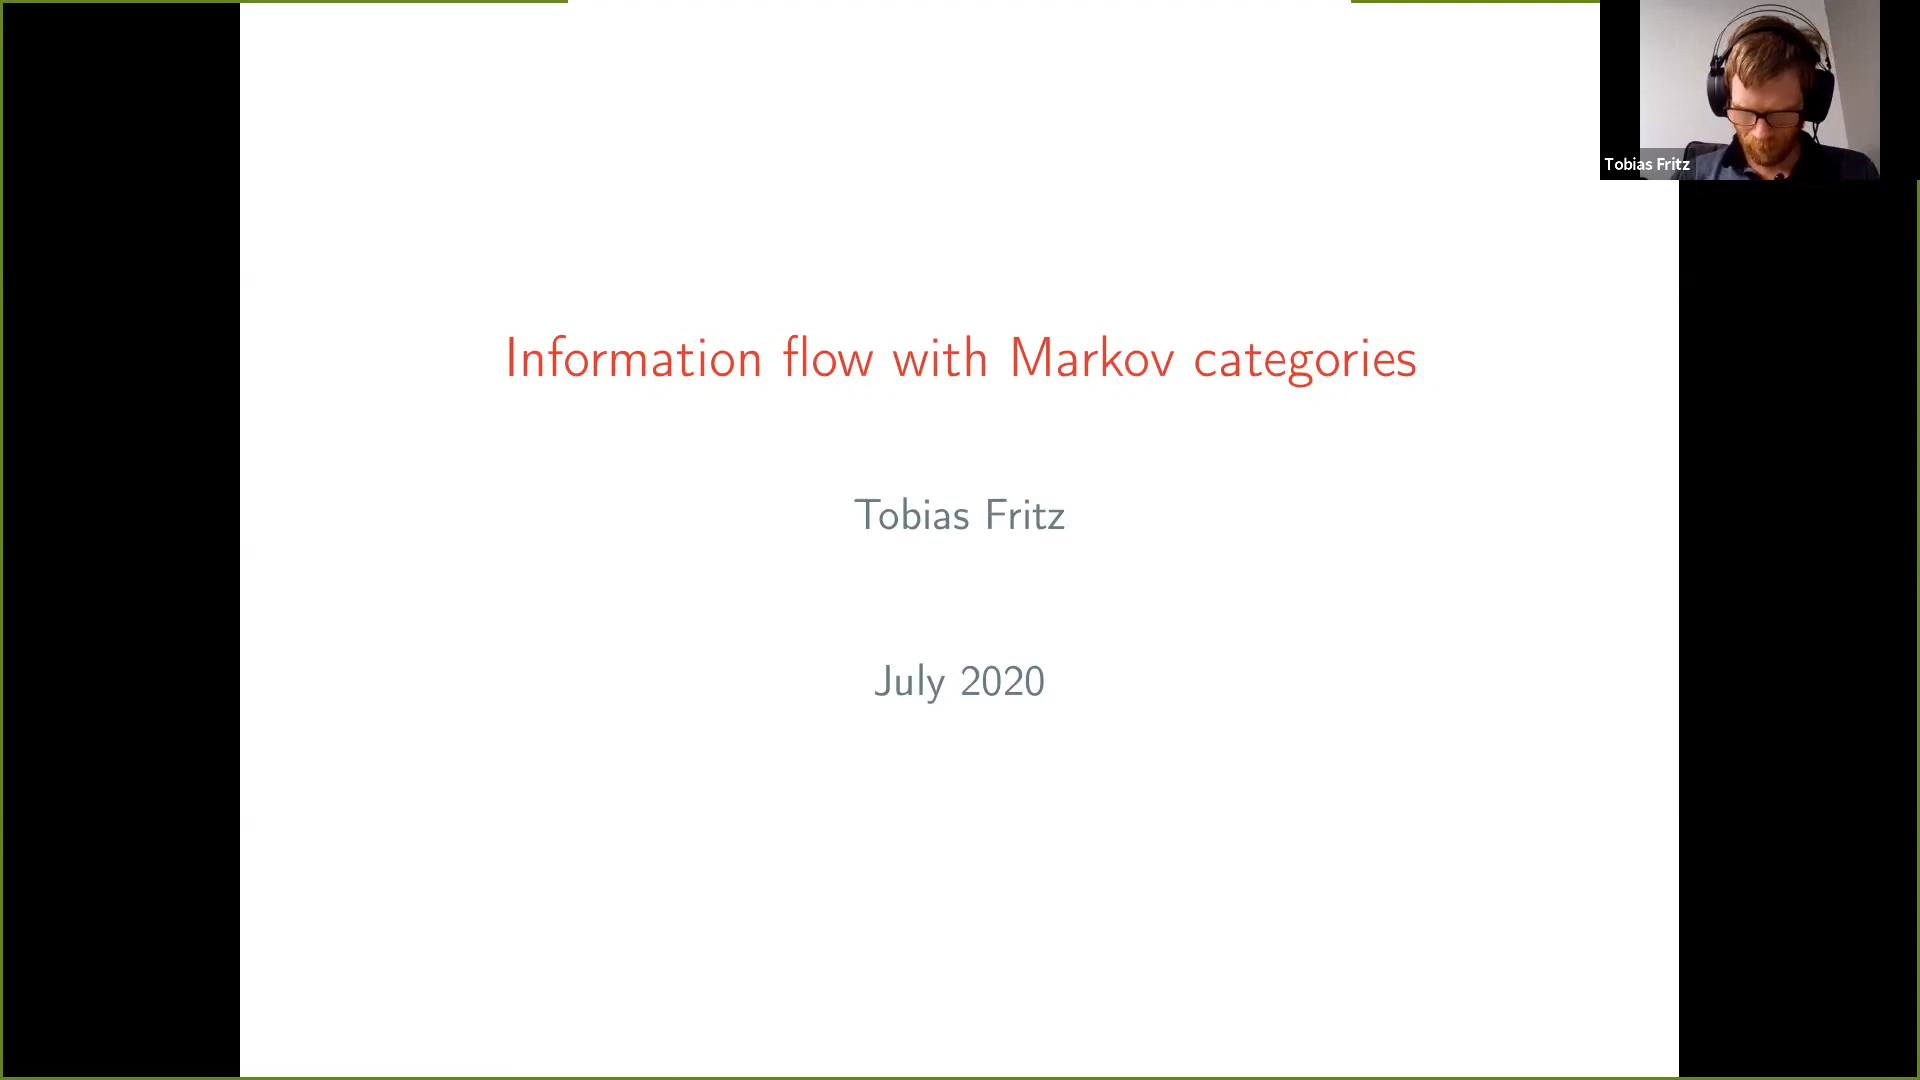 Information flow with Markov categories
Tobias Fritz
July 2020
Tobias Fritz